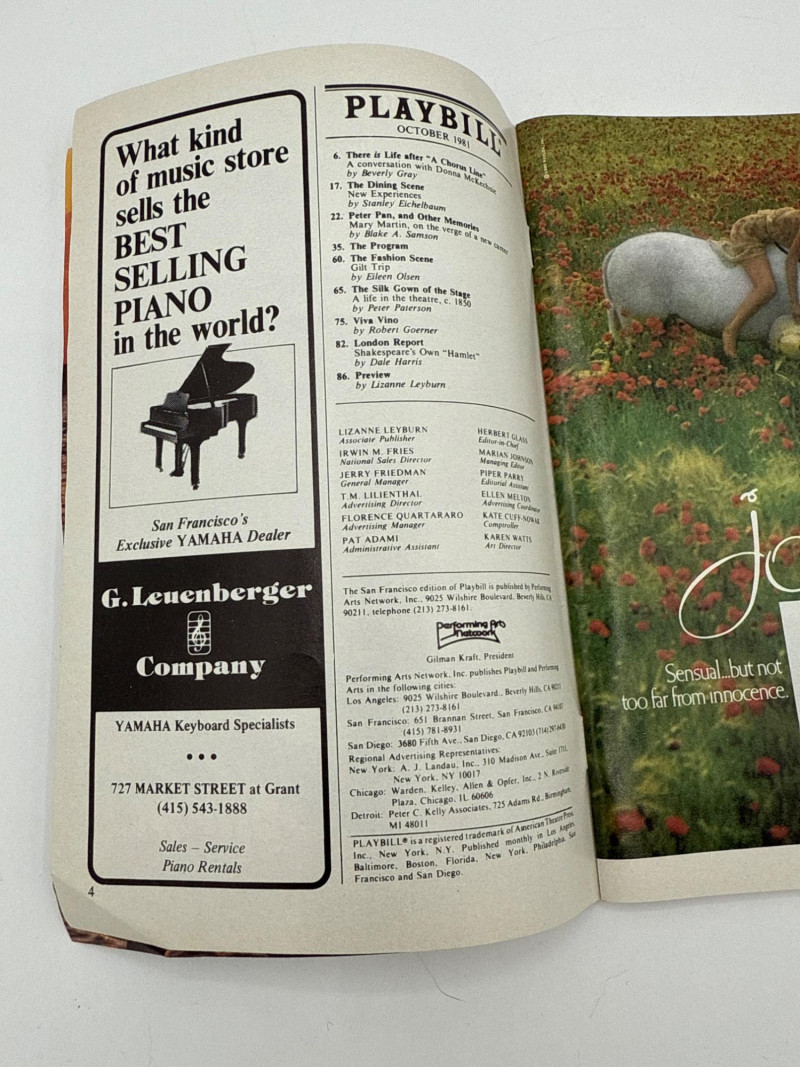 What kind
of music store
sells the
BEST
SELLING
PIANO
in the world?
San Francisco's
Exclusive YAMAHA Dealer
G. Leuenberger
Company
YAMAHA Keyboard Specialists
• • •
727 MARKET STREET at Grant
(415) 543-1888
Sales – Service
Piano Rentals
4
PLAYBILL
OCTOBER 1981
6. There is Life after "A Chorus Line"
A conversation with Donna McKechnie
by Beverly Gray
17. The Dining Scene
New Experiences
by Stanley Eichelbaum
22. Peter Pan, and Other Memories
Mary Martin, on the verge of a new career
by Blake A. Samson
35. The Program
60. The Fashion Scene
Gilt Trip
by Eileen Olsen
65. The Silk Gown of the Stage
A life in the theatre, c. 1850
by Peter Paterson
75. Viva Vino
by Robert Goerner
82. London Report
Shakespeare's Own "Hamlet"
by Dale Harris
86. Preview
by Lizanne Leyburn
LIZANNE LEYBURN
Associate Publisher
IRWIN M. FRIES
National Sales Director
JERRY FRIEDMAN
General Manager
T.M. LILIENTHAL
Advertising Director
FLORENCE QUARTARARO
Advertising Manager
PAT ADAMI
Administrative Assistant
HERBERT GLASS
Editor-in-Chief
MARIAN JOHNSON
Managing Editor
PIPER PARRY
Editorial Assistant
ELLEN MELTON
Advertising Coordinator
KATE CUFF-NOWAK
Comptroller
KAREN WATTS
Art Director
The San Francisco edition of Playbill is published by Performing
Arts Network, Inc., 9025 Wilshire Boulevard, Beverly Hills, CA
90211, telephone (213) 273-8161.
Performing Arts
Network
Gilman Kraft, President
Performing Arts Network, Inc. publishes Playbill and Performing
Arts in the following cities:
Los Angeles: 9025 Wilshire Boulevard., Beverly Hills, CA 90211
(213) 273-8161
San Francisco: 651 Brannan Street, San Francisco, CA 94107
(415) 781-8931
San Diego: 3680 Fifth Ave., San Diego, CA 92103 (714)
Regional Advertising Representatives:
New York: A. J. Landau, Inc., 310 Madison Ave., Suite 1711,
New York, NY 10017
Chicago: Warden, Kelley, Allen & Opfer, Inc., 2 N. Riverside
Plaza, Chicago, IL 60606
Detroit: Peter C. Kelly Associates, 725 Adams Rd., Birmingham,
MI 48011
PLAYBILL® is a registered trademark of American Theatre Press,
Inc., New York, N.Y. Published monthly in Los Angeles,
Baltimore, Boston, Florida, New York, Philadelphia, San
Francisco and San Diego.
Sensual...but not
too far from innocence.